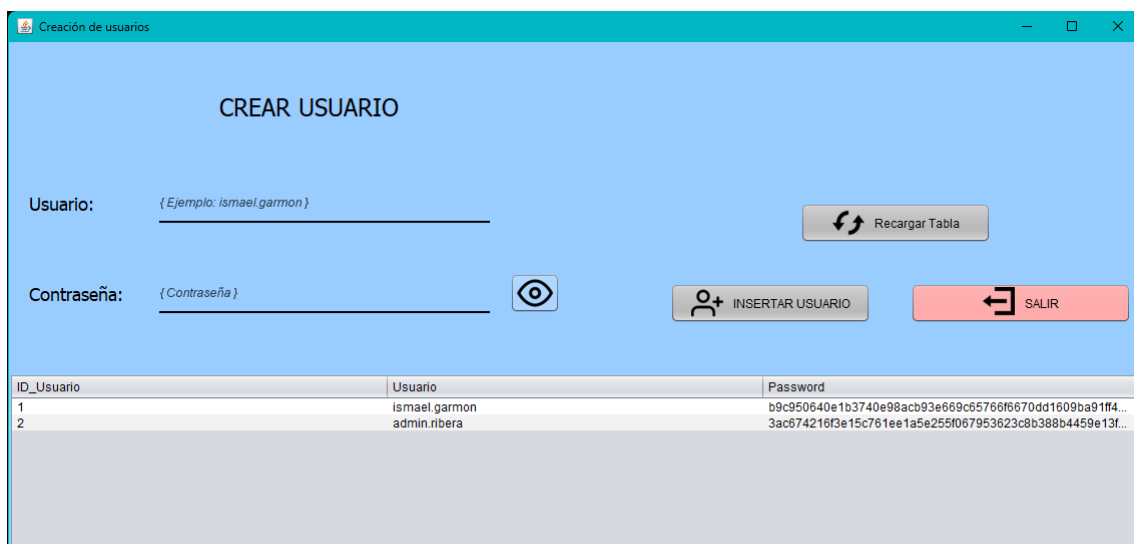 Creación de usuarios
CREAR USUARIO
Usuario:
{ Ejemplo: ismael.garmon }
Recargar Tabla
Contraseña:
{ Contraseña }
INSERTAR USUARIO
SALIR
ID_Usuario Usuario Password
1 ismael.garmon b9c950640e1b3740e98acb93e669c65766f6670dd1609ba91ff4...
2 admin.ribera 3ac674216f3e15c761ee1a5e255f067953623c8b388b4459e13f...